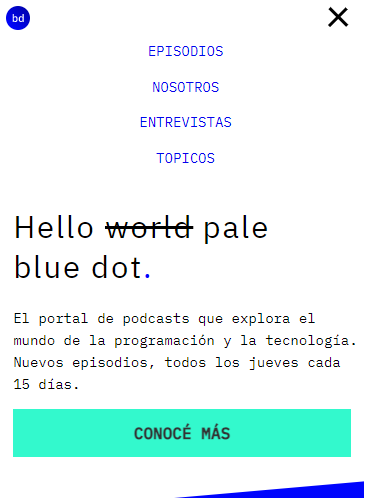 bd
EPISODIOS
NOSOTROS
ENTREVISTAS
TOPICOS
Hello world pale
blue dot.
El portal de podcasts que explora el
mundo de la programación y la tecnología.
Nuevos episodios, todos los jueves cada
15 días.
CONOCÉ MÁS